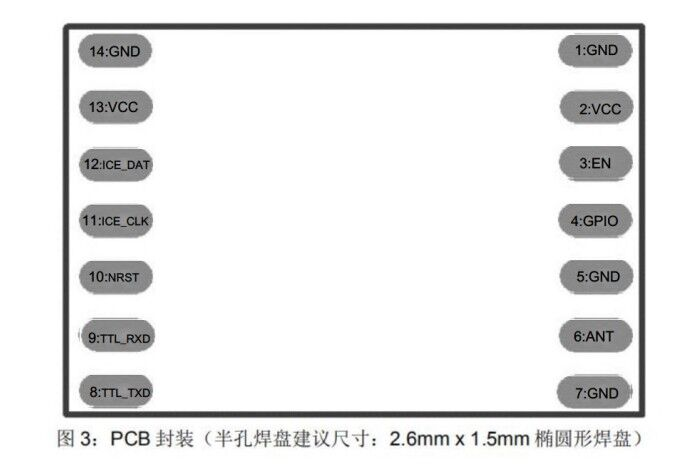 14:GND 1:GND
13:VCC 2:VCC
12:ICE_DAT 3:EN
11:ICE_CLK 4:GPIO
10:NRST 5:GND
9:TTL_RXD 6:ANT
8:TTL_TXD 7:GND
图 3：PCB 封装（半孔焊盘建议尺寸：2.6mm x 1.5mm 椭圆形焊盘）